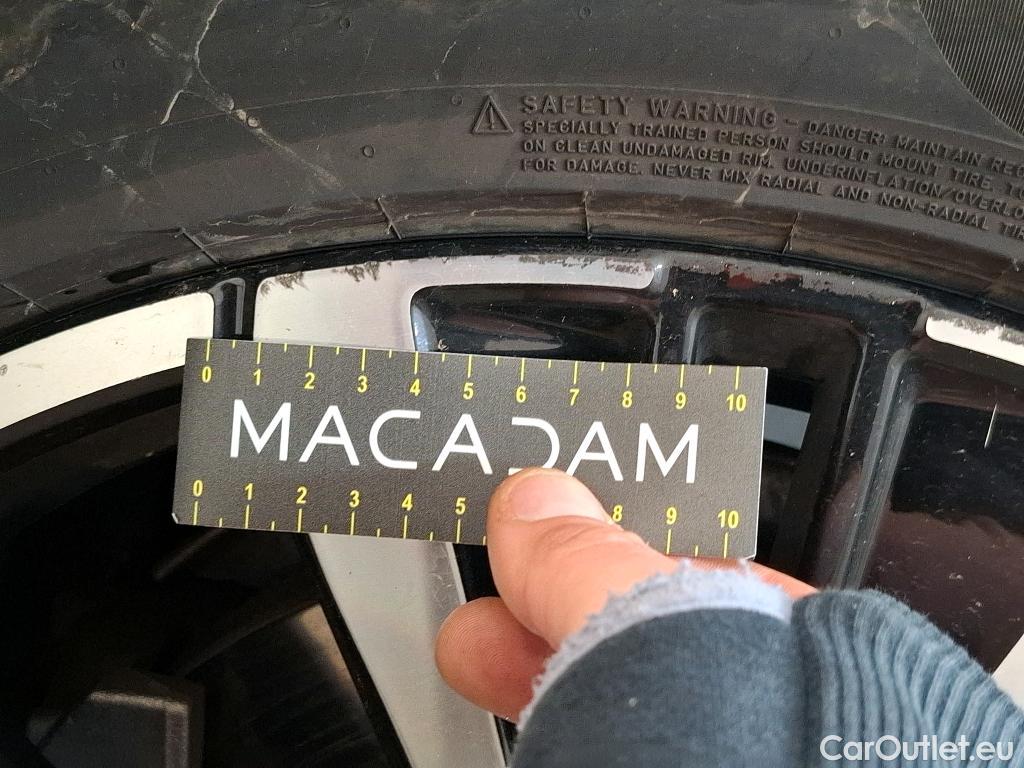 SAFETY WARNING - DANGER! MAINTAIN
SPECIALLY TRAINED PERSON SHOULD MOUNT TIRE.
ON CLEAN UNDAMAGED RIM. UNDERINFLATION/
FOR DAMAGE. NEVER MIX RADIAL AND NON-RADIAL
0 1 2 3 4 5 6 7 8 9 10
MACADAM
0 1 2 3 4 5 8 9 10
CarOutlet.eu